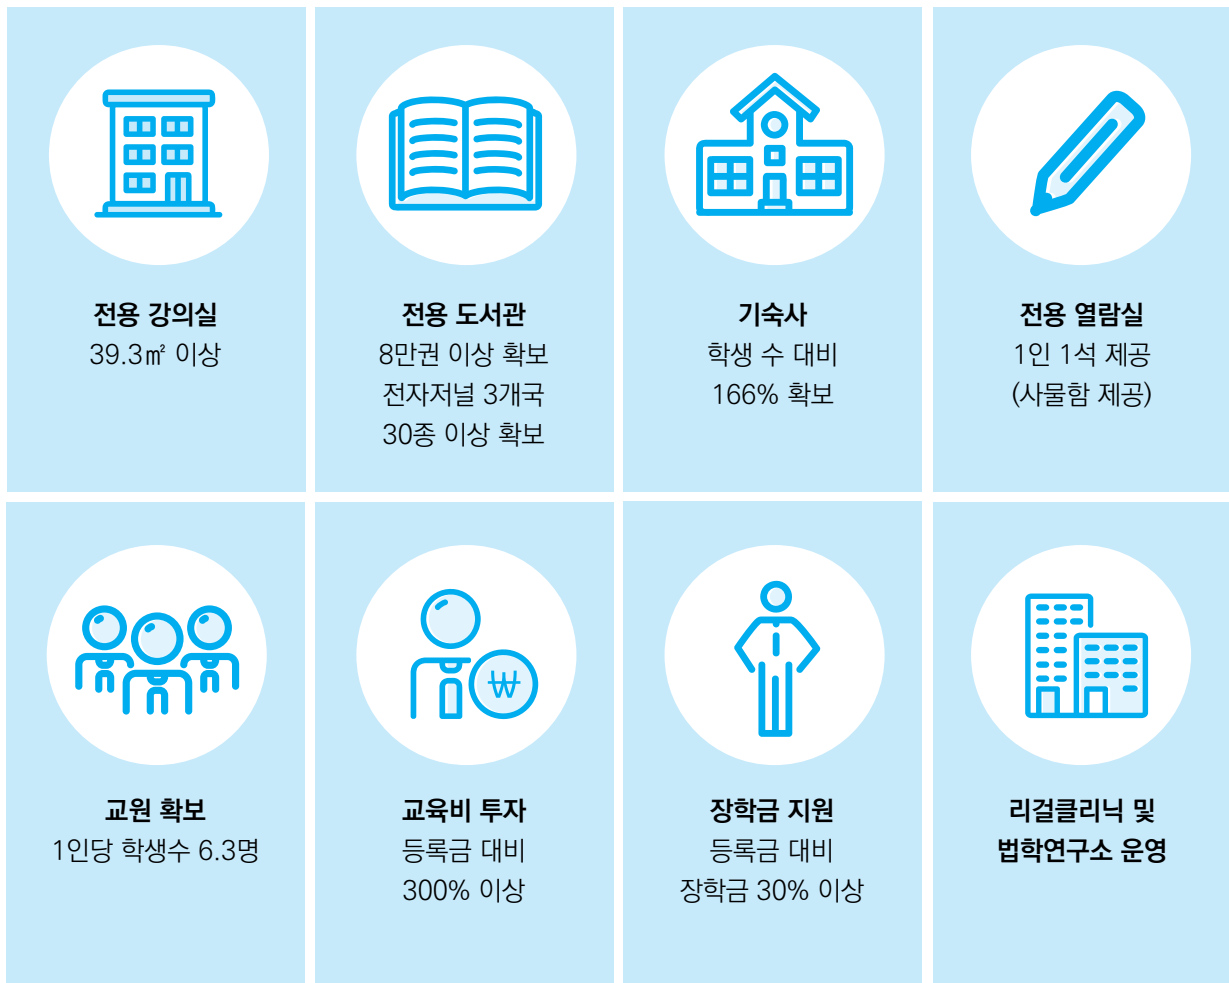 전용 강의실
39.3㎡ 이상
전용 도서관
8만권 이상 확보
전자저널 3개국
30종 이상 확보
기숙사
학생 수 대비
166% 확보
전용 열람실
1인 1석 제공
(사물함 제공)
교원 확보
1인당 학생수 6.3명
교육비 투자
등록금 대비
300% 이상
장학금 지원
등록금 대비
장학금 30% 이상
리걸클리닉 및
법학연구소 운영